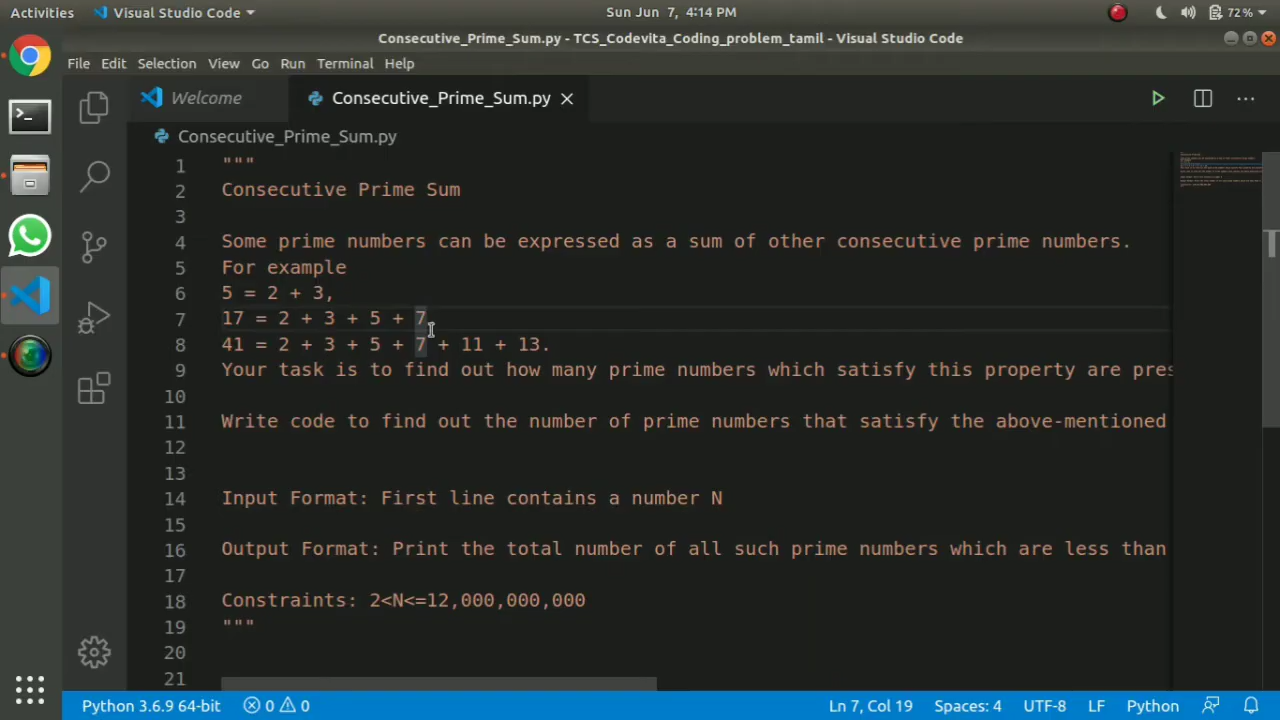 Activities Visual Studio Code Sun Jun 7, 4:14 PM 72%
Consecutive_Prime_Sum.py - TCS_Codevita_Coding_problem_tamil - Visual Studio Code
File Edit Selection View Go Run Terminal Help
Welcome Consecutive_Prime_Sum.py
Consecutive_Prime_Sum.py
1 """
2 Consecutive Prime Sum
3
4 Some prime numbers can be expressed as a sum of other consecutive prime numbers.
5 For example
6 5 = 2 + 3,
7 17 = 2 + 3 + 5 + 7,
8 41 = 2 + 3 + 5 + 7 + 11 + 13.
9 Your task is to find out how many prime numbers which satisfy this property are pres
10
11 Write code to find out the number of prime numbers that satisfy the above-mentioned
12
13
14 Input Format: First line contains a number N
15
16 Output Format: Print the total number of all such prime numbers which are less than
17
18 Constraints: 2<N<=12,000,000,000
19 """
20
21
Python 3.6.9 64-bit 0 0 Ln 7, Col 19 Spaces: 4 UTF-8 LF Python